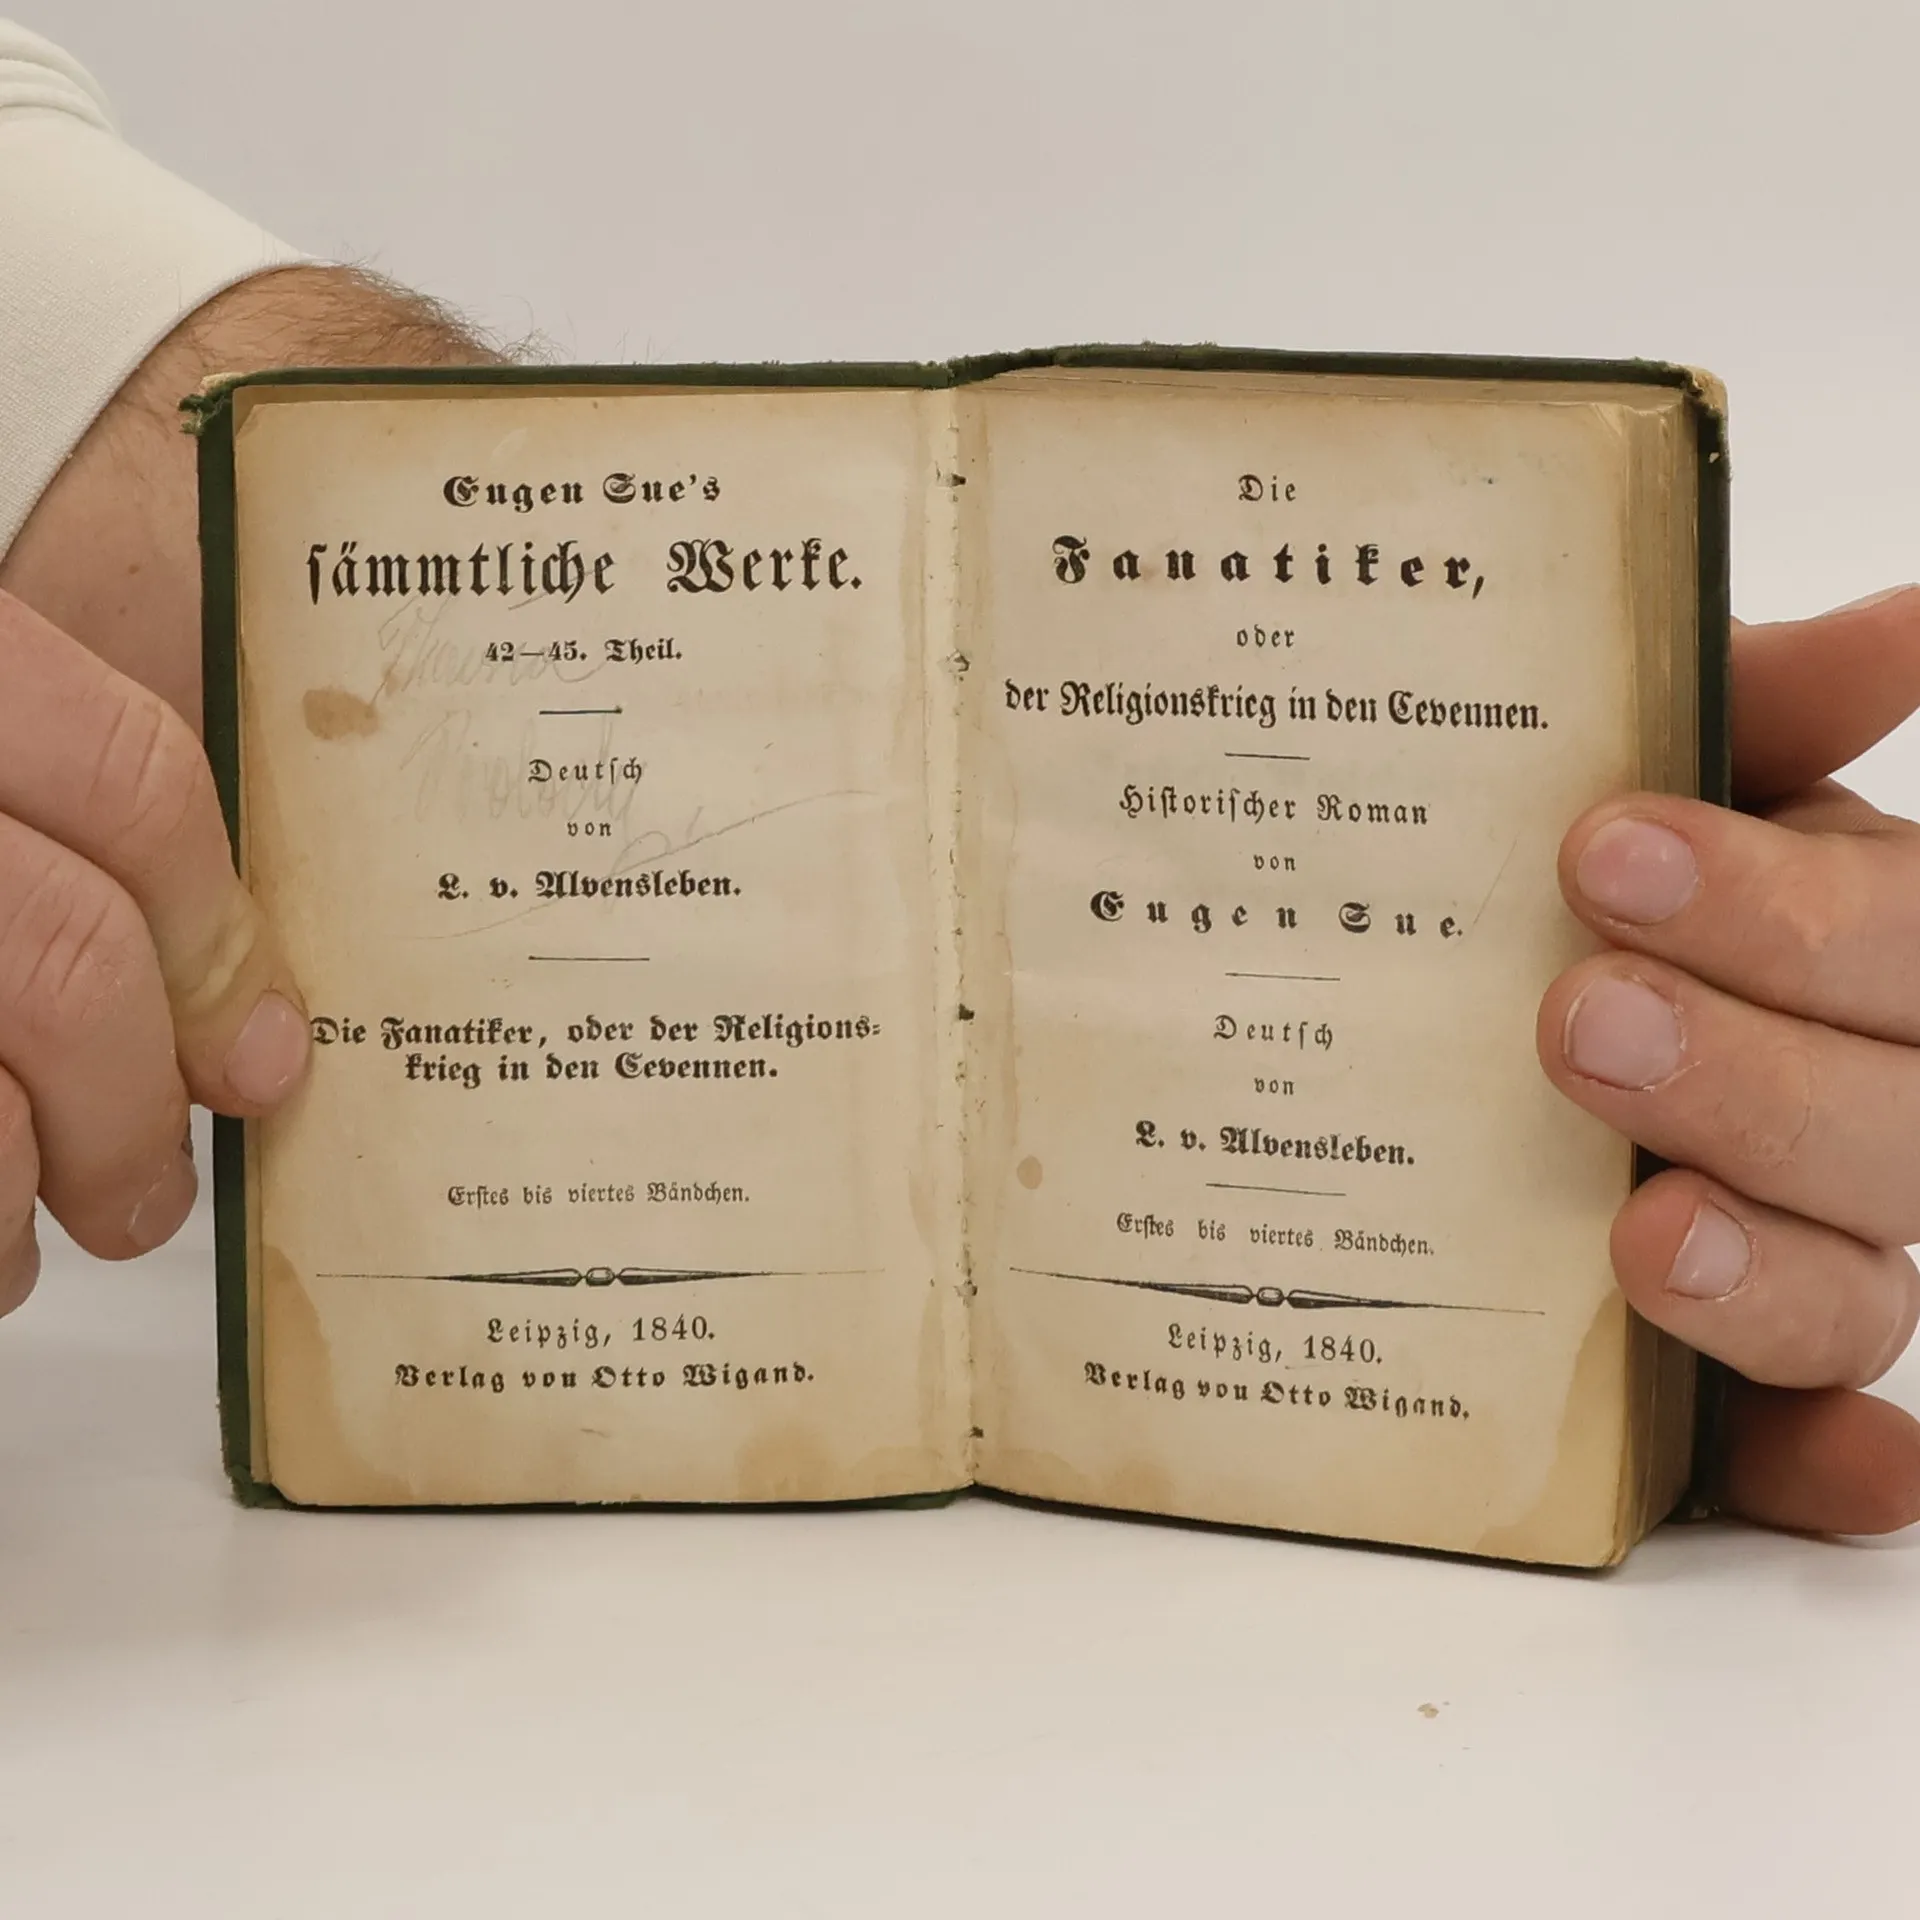 Eugen Sue's
sämmtliche Werke.
42—45. Theil.
Deutsch
von
L. v. Alvensleben.
Die Fanatiker, oder der Religions-
krieg in den Cevennen.
Erstes bis viertes Bändchen.
Leipzig, 1840.
Verlag von Otto Wigand.
Die
Fanatiker,
oder
der Religionskrieg in den Cevennen.
Historischer Roman
von
Eugen Sue.
Deutsch
von
L. v. Alvensleben.
Erstes bis viertes Bändchen.
Leipzig, 1840.
Verlag von Otto Wigand.